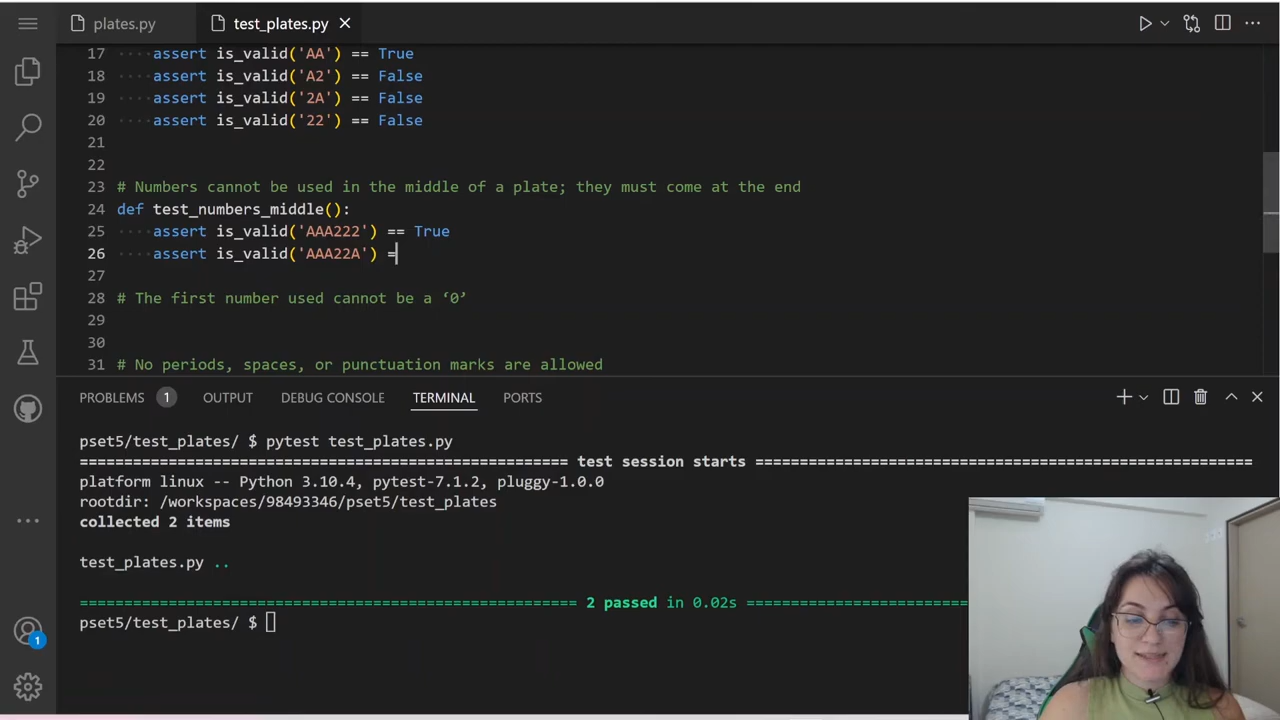 plates.py
test_plates.py
17 assert is_valid('AA') == True
18 assert is_valid('A2') == False
19 assert is_valid('2A') == False
20 assert is_valid('22') == False
21
22
23 # Numbers cannot be used in the middle of a plate; they must come at the end
24 def test_numbers_middle():
25 assert is_valid('AAA222') == True
26 assert is_valid('AAA22A') =
27
28 # The first number used cannot be a ‘0’
29
30
31 # No periods, spaces, or punctuation marks are allowed
PROBLEMS 1 OUTPUT DEBUG CONSOLE TERMINAL PORTS
pset5/test_plates/ $ pytest test_plates.py
===================================================== test session starts ======================================================
platform linux -- Python 3.10.4, pytest-7.1.2, pluggy-1.0.0
rootdir: /workspaces/98493346/pset5/test_plates
collected 2 items
test_plates.py ..
====================================================== 2 passed in 0.02s =========================
pset5/test_plates/ $
1